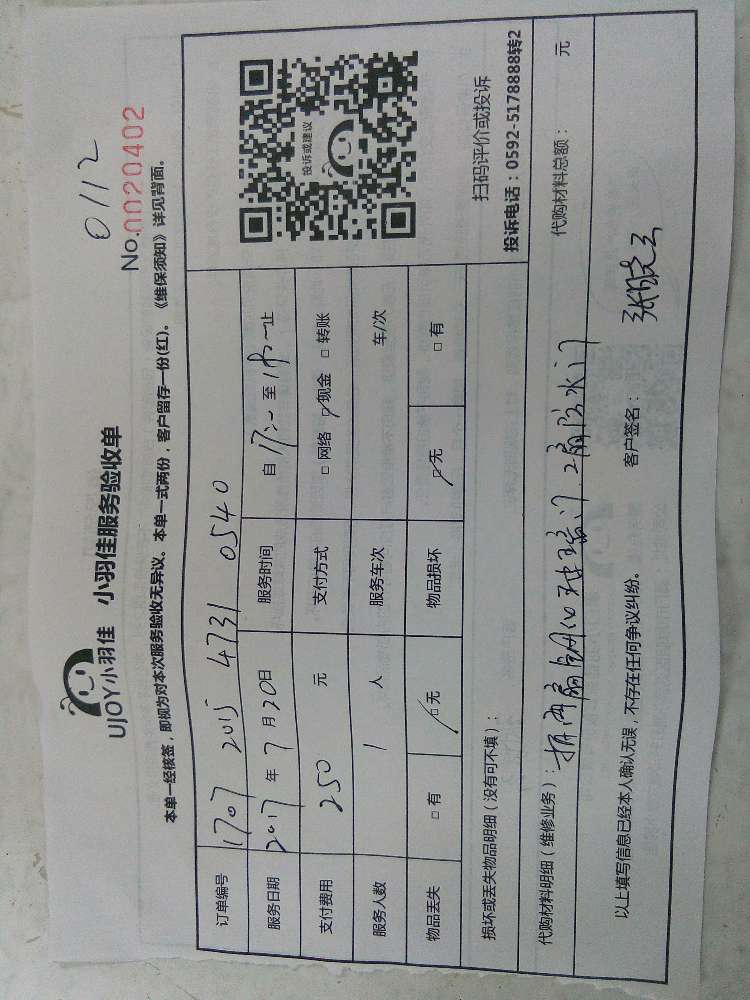 0112
UJOY小羽佳 小羽佳服务验收单
No.0020402
本单一经核签，即视为对本次服务验收无异议。本单一式两份，客户留存一份(红)。《维保须知》详见背面。
订单编号 1707 2015 4731 0540
服务日期 2017 年 7 月 20 日 服务时间 自 17:00 至 止
支付费用 250 元 支付方式 □ 网络 ☑ 现金 □ 转账
服务人数 1 人 服务车次 车/次
物品丢失 □ 有 ☑ 无 物品损坏 ☑ 无 □ 有
投诉或建议
扫码评价或投诉
投诉电话：0592-5178888转2
损坏或丢失物品明细（没有可不填）：
代购材料明细（维修业务）： 代购材料总额： 元
以上填写信息已经本人确认无误，不存在任何争议纠纷。 客户签名： 张晓云